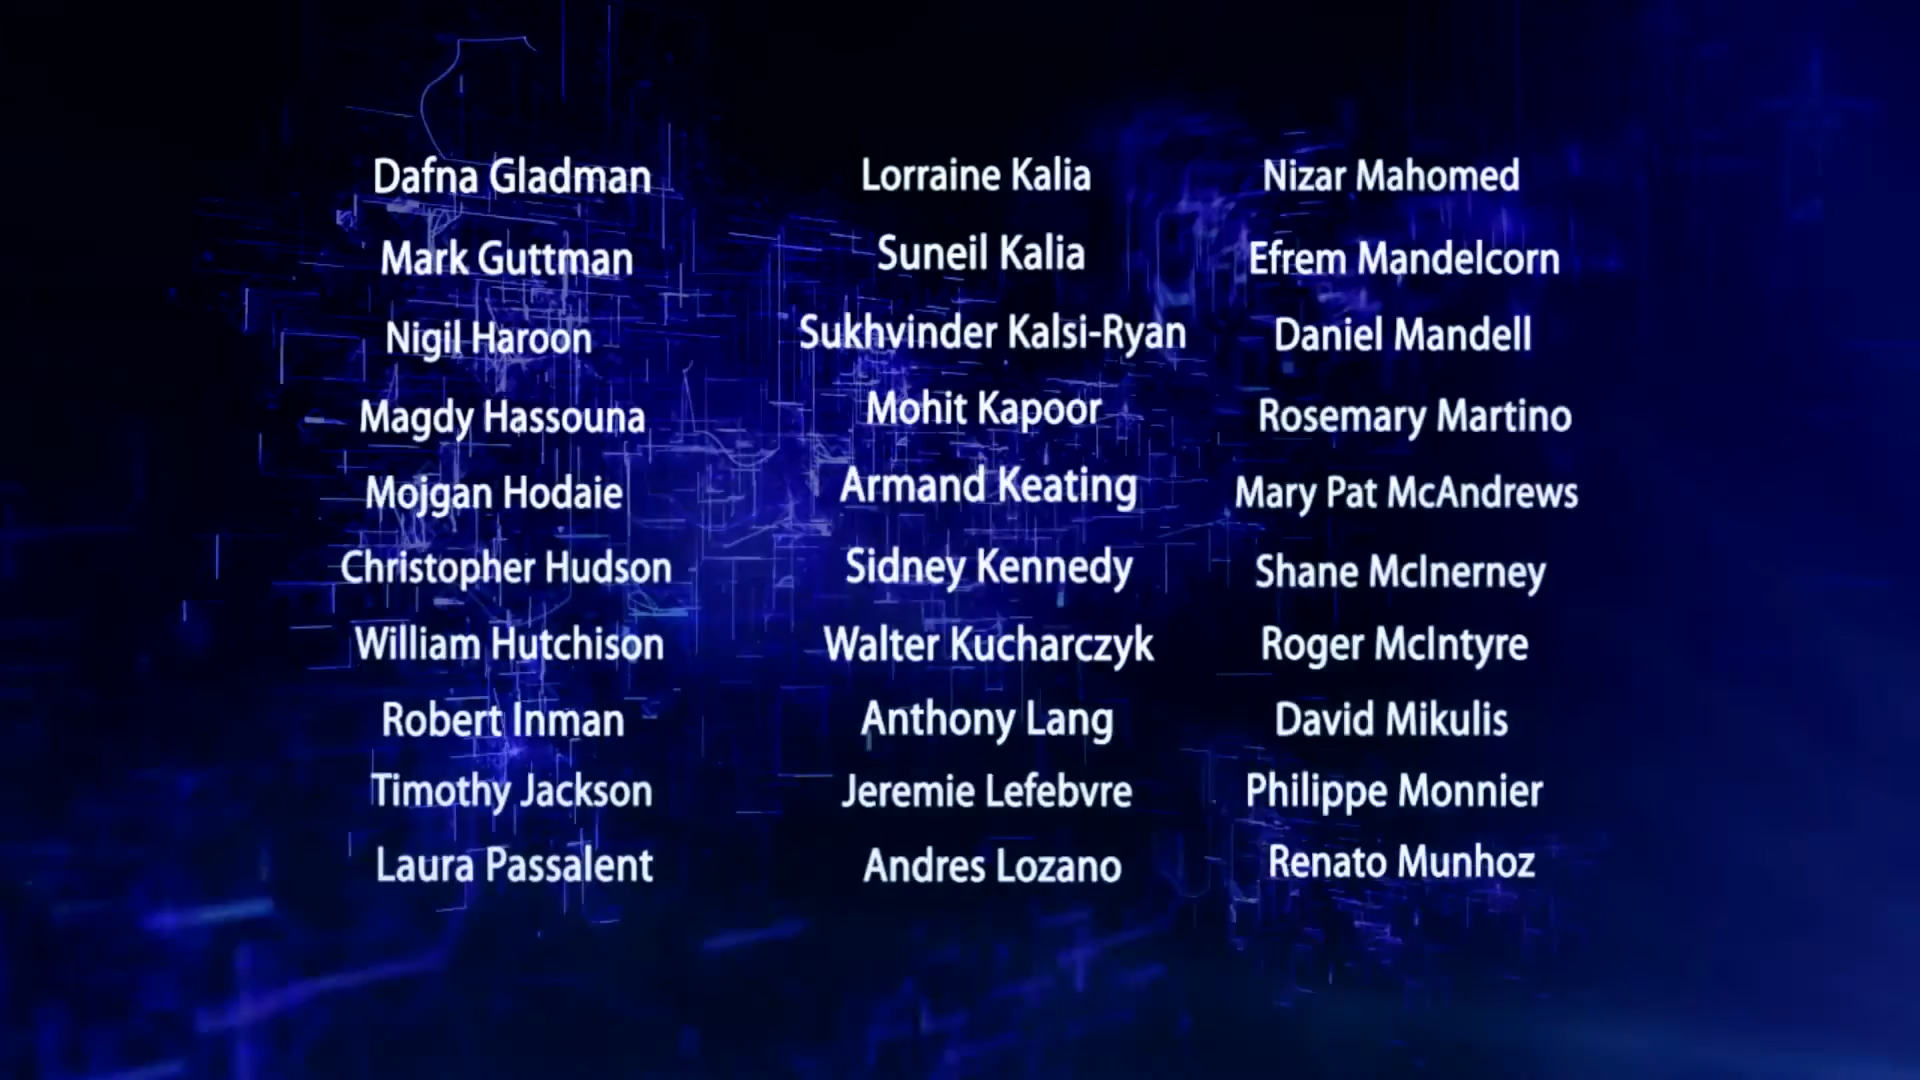 Dafna Gladman
Mark Guttman
Nigil Haroon
Magdy Hassouna
Mojgan Hodaie
Christopher Hudson
William Hutchison
Robert Inman
Timothy Jackson
Laura Passalent
Lorraine Kalia
Suneil Kalia
Sukhvinder Kalsi-Ryan
Mohit Kapoor
Armand Keating
Sidney Kennedy
Walter Kucharczyk
Anthony Lang
Jeremie Lefebvre
Andres Lozano
Nizar Mahomed
Efrem Mandelcorn
Daniel Mandell
Rosemary Martino
Mary Pat McAndrews
Shane McInerney
Roger McIntyre
David Mikulis
Philippe Monnier
Renato Munhoz